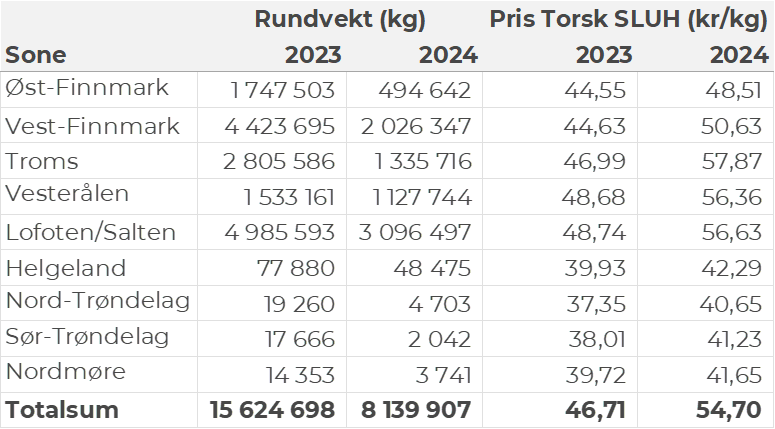 Rundvekt (kg) Pris Torsk SLUH (kr/kg)
Sone 2023 2024 2023 2024
Øst-Finnmark 1 747 503 494 642 44,55 48,51
Vest-Finnmark 4 423 695 2 026 347 44,63 50,63
Troms 2 805 586 1 335 716 46,99 57,87
Vesterålen 1 533 161 1 127 744 48,68 56,36
Lofoten/Salten 4 985 593 3 096 497 48,74 56,63
Helgeland 77 880 48 475 39,93 42,29
Nord-Trøndelag 19 260 4 703 37,35 40,65
Sør-Trøndelag 17 666 2 042 38,01 41,23
Nordmøre 14 353 3 741 39,72 41,65
Totalsum 15 624 698 8 139 907 46,71 54,70